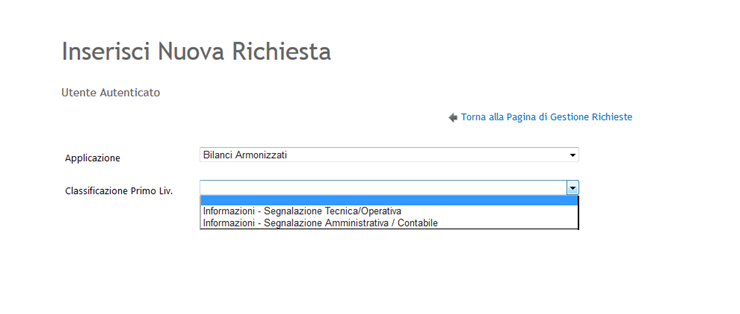 Inserisci Nuova Richiesta
Utente Autenticato
Torna alla Pagina di Gestione Richieste
Applicazione Bilanci Armonizzati
Classificazione Primo Liv.
Informazioni - Segnalazione Tecnica/Operativa
Informazioni - Segnalazione Amministrativa / Contabile